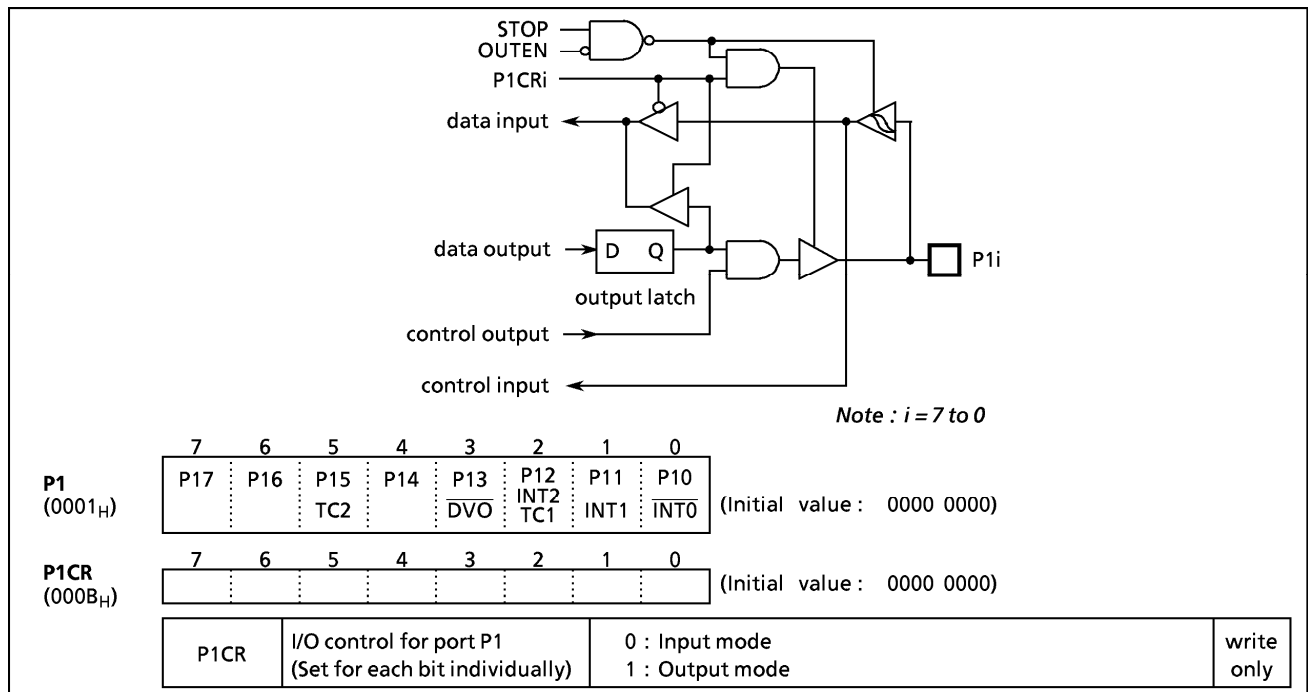 STOP
OUTEN
P1CRi
data input
data output
D Q
output latch
P1i
control output
control input
Note : i = 7 to 0
7 6 5 4 3 2 1 0
P1
(0001H)
P17 P16 P15 P14 P13 P12 P11 P10
TC2 DVO INT2 TC1 INT1 INT0
(Initial value : 0000 0000)
7 6 5 4 3 2 1 0
P1CR
(000BH)
(Initial value : 0000 0000)
P1CR
I/O control for port P1
(Set for each bit individually)
0 : Input mode
1 : Output mode
write
only